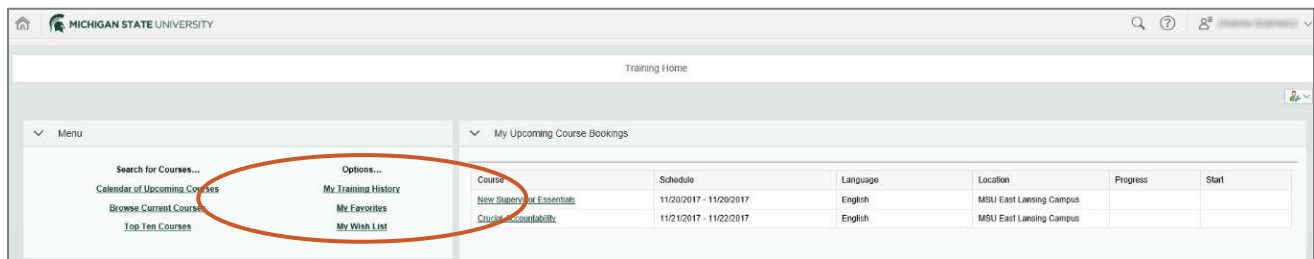 MICHIGAN STATE UNIVERSITY
Training Home
Menu
Search for Courses...
Options...
Calendar of Upcoming Courses
My Training History
Browse Current Courses
My Favorites
Top Ten Courses
My Wish List
My Upcoming Course Bookings
Course Schedule Language Location Progress Start
New Supervisor Essentials 11/20/2017 - 11/20/2017 English MSU East Lansing Campus
Crucial Accountability 11/21/2017 - 11/22/2017 English MSU East Lansing Campus